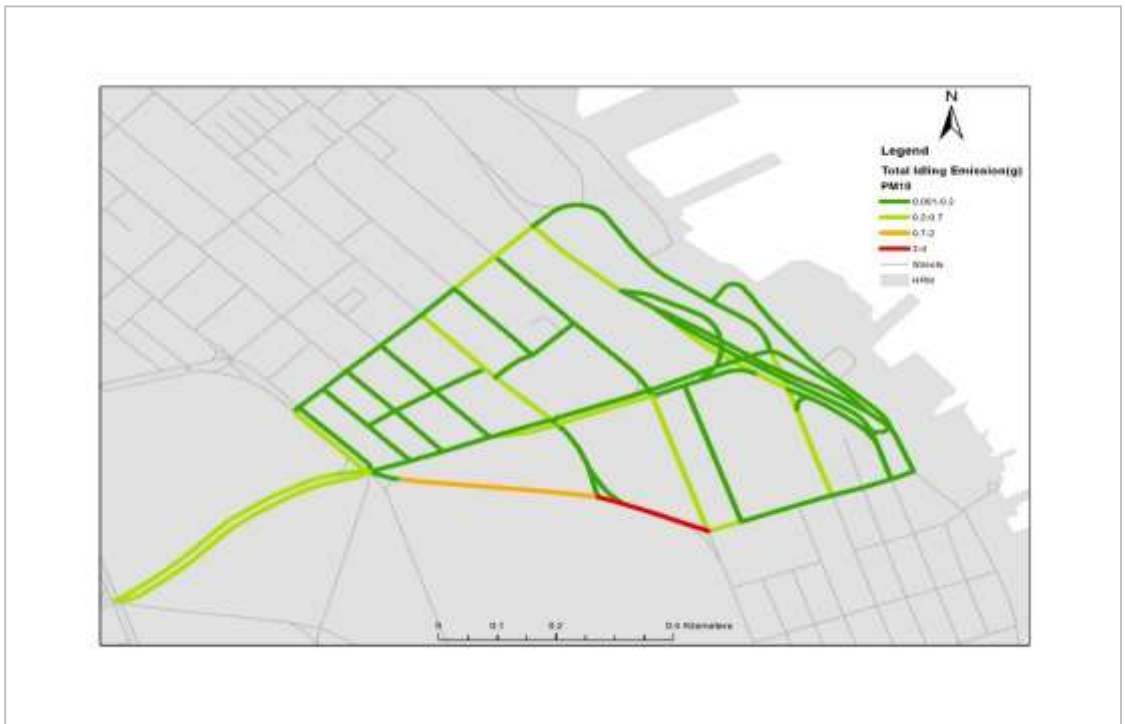 N
Legend
Total Idling Emission(g)
PM10
0.001-0.2
0.2-0.7
0.7-2
2-4
Streets
HRM
0 0.1 0.2 0.4 Kilometers